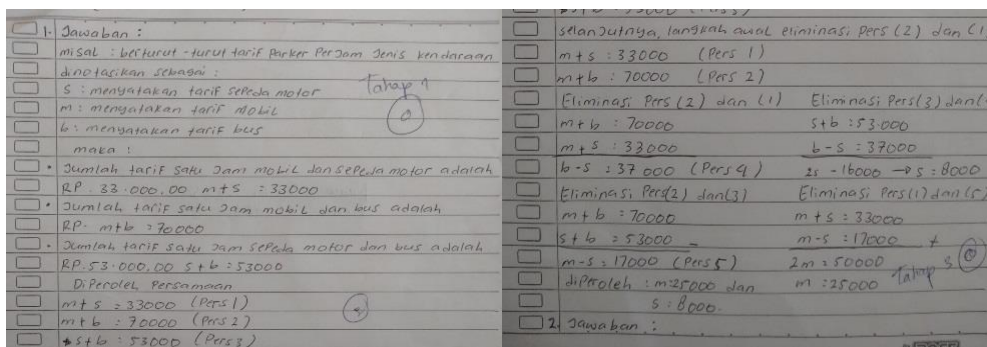 1. Jawaban :
misal : berturut-turut tarif Parker Perjam Jenis kendaraan
dinotasikan sebagai :
s : menyatakan tarif sepeda motor
Tahap 1
m : menyatakan tarif mobil
b : menyatakan tarif bus
maka :
• Jumlah tarif satu Jam mobil dan sepeda motor adalah
RP. 33.000,00 m+s : 33000
• Jumlah tarif satu Jam mobil dan bus adalah
RP. m+b : 70000
• Jumlah tarif satu Jam sepeda motor dan bus adalah
RP. 53.000,00 s+b : 53000
DiPeroleh Persamaan
m+s = 33000 (Pers 1)
m+b : 70000 (Pers 2)
s+b : 53000 (Pers 3)
selanjutnya, langkah awal eliminasi pers (2) dan (1
m+s : 33000 (Pers 1)
m+b : 70000 (Pers 2)
Eliminasi Pers (2) dan (1)
m+b : 70000
m+s : 33000
b-s : 37000 (Pers 4)
Eliminasi Pers(3) dan(
s+b : 53.000
b-s : 37000
2s -16000 → s : 8000
Eliminasi Pers(2) dan(3)
m+b : 70000
s+b : 53000 -
m-s : 17000 (Pers 5)
Eliminasi Pers(1) dan (5
m+s : 33000
m-s : 17000 +
2m : 50000
m : 25000
Tahap 3
diperoleh : m:25000 dan
s : 8000.
2. Jawaban :